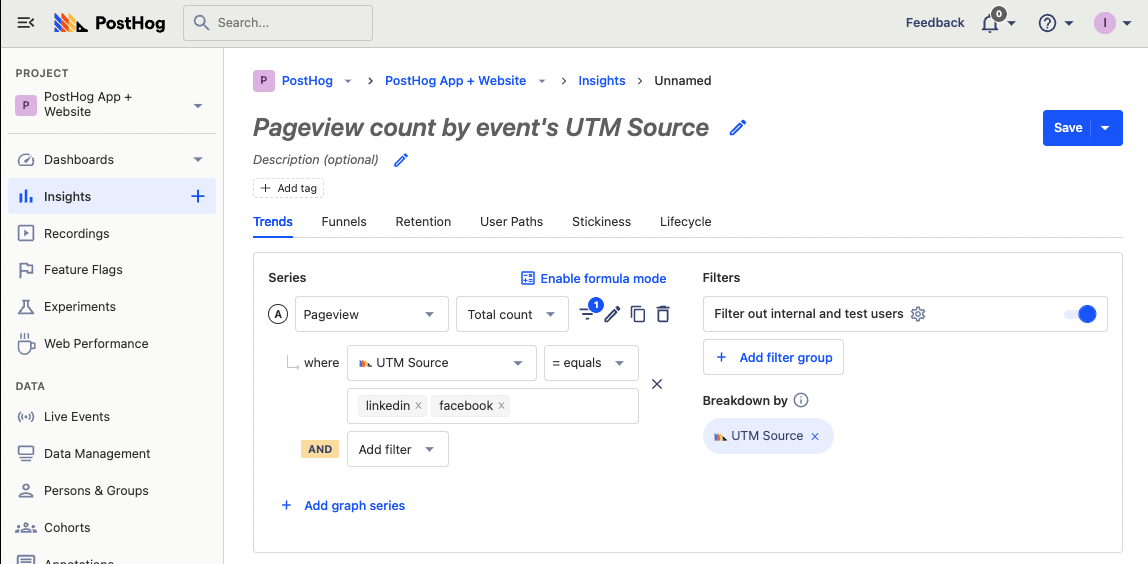 PostHog
Search...
Feedback
0
I
PROJECT
P
PostHog App +
Website
Dashboards
Insights
Recordings
Feature Flags
Experiments
Web Performance
DATA
Live Events
Data Management
Persons & Groups
Cohorts
Annotations
P PostHog > PostHog App + Website > Insights > Unnamed
Pageview count by event's UTM Source
Save
Description (optional)
+ Add tag
Trends Funnels Retention User Paths Stickiness Lifecycle
Series
Enable formula mode
A Pageview Total count 1
where UTM Source = equals
linkedin x facebook x
AND Add filter
+ Add graph series
Filters
Filter out internal and test users
+ Add filter group
Breakdown by
UTM Source ×